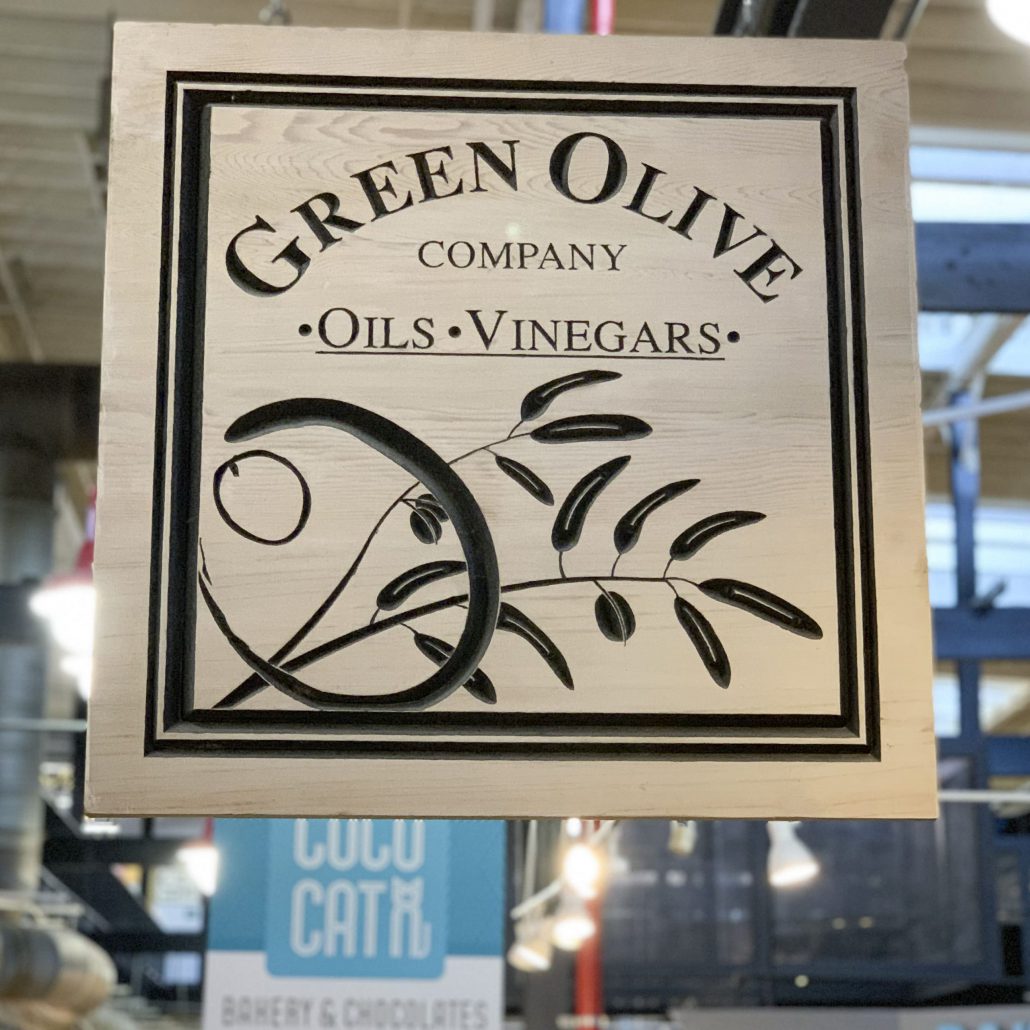 GREEN OLIVE
COMPANY
•OILS •VINEGARS•
COCO
CAT
BAKERY & CHOCOLATES